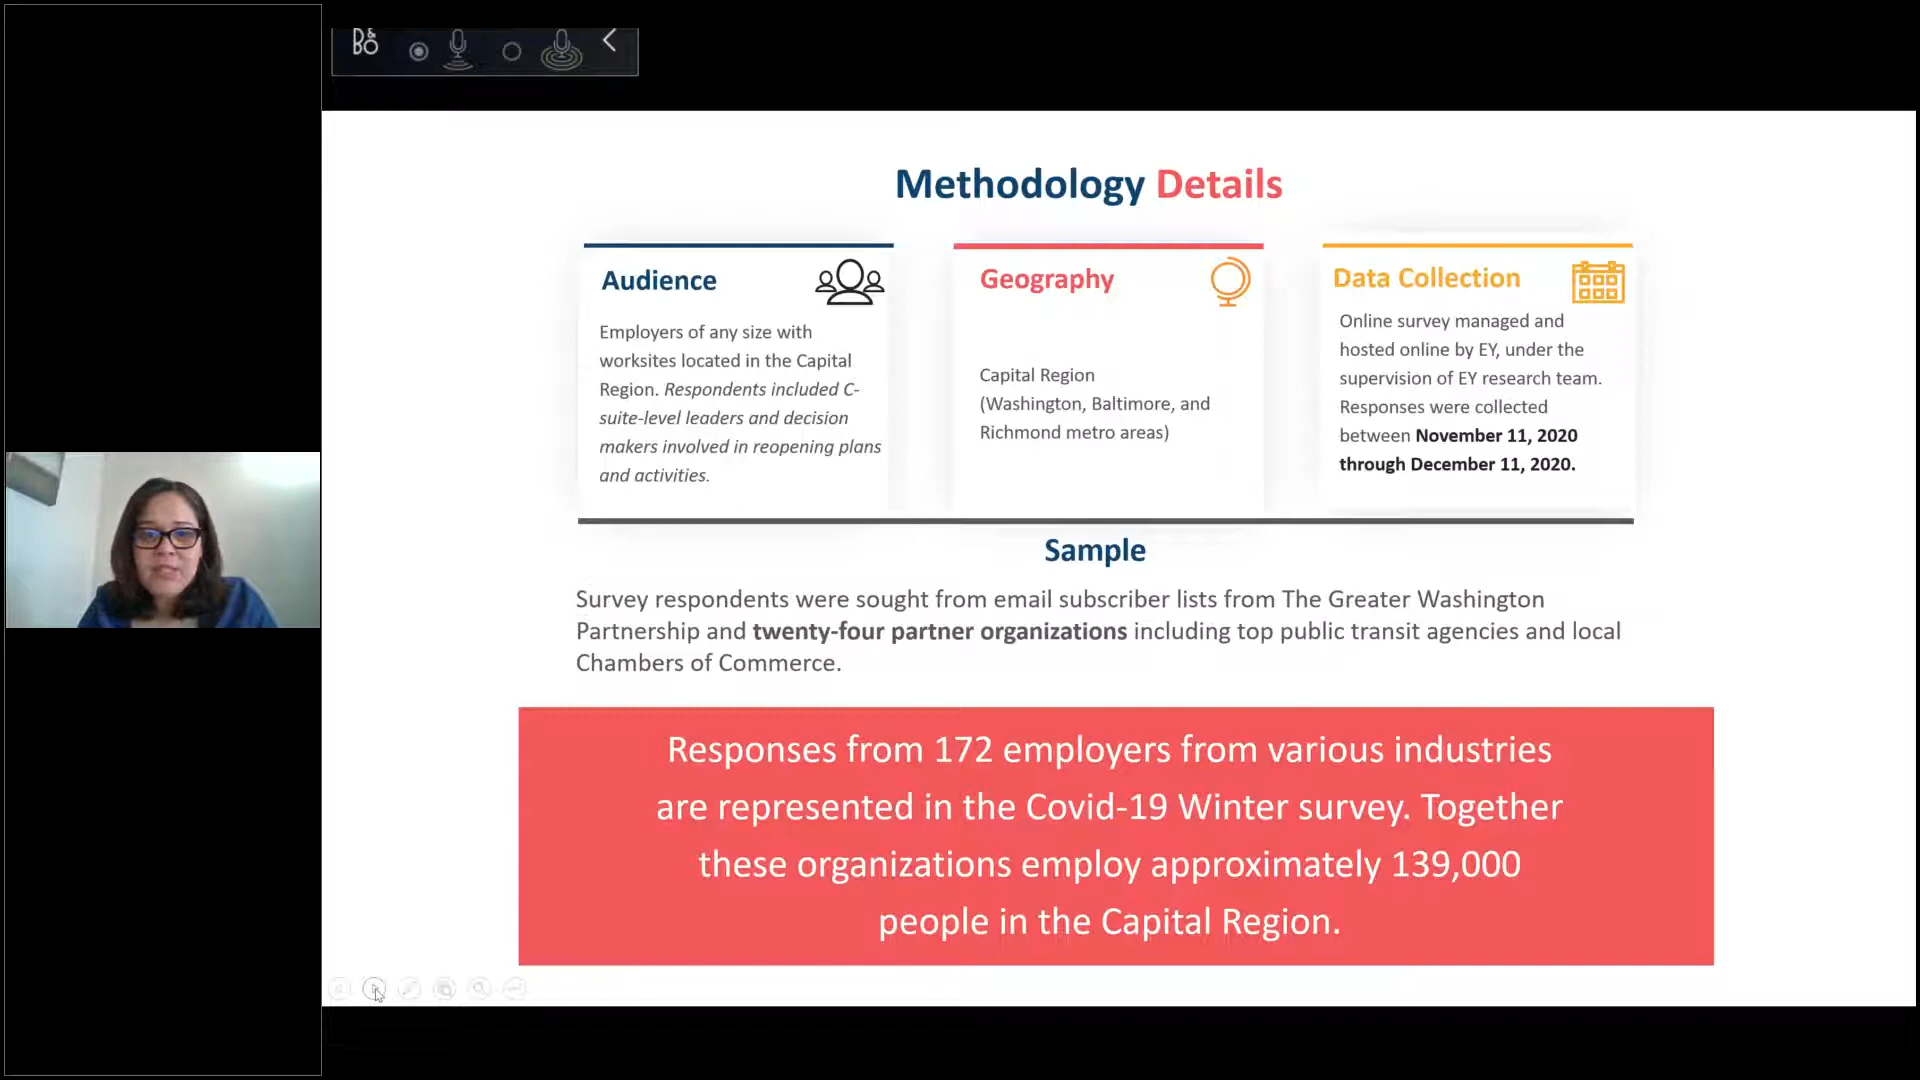 B&BO
Methodology Details
Audience
Employers of any size with
worksites located in the Capital
Region. Respondents included C-
suite-level leaders and decision
makers involved in reopening plans
and activities.
Geography
Capital Region
(Washington, Baltimore, and
Richmond metro areas)
Data Collection
Online survey managed and
hosted online by EY, under the
supervision of EY research team.
Responses were collected
between November 11, 2020
through December 11, 2020.
Sample
Survey respondents were sought from email subscriber lists from The Greater Washington
Partnership and twenty-four partner organizations including top public transit agencies and local
Chambers of Commerce.
Responses from 172 employers from various industries
are represented in the Covid-19 Winter survey. Together
these organizations employ approximately 139,000
people in the Capital Region.